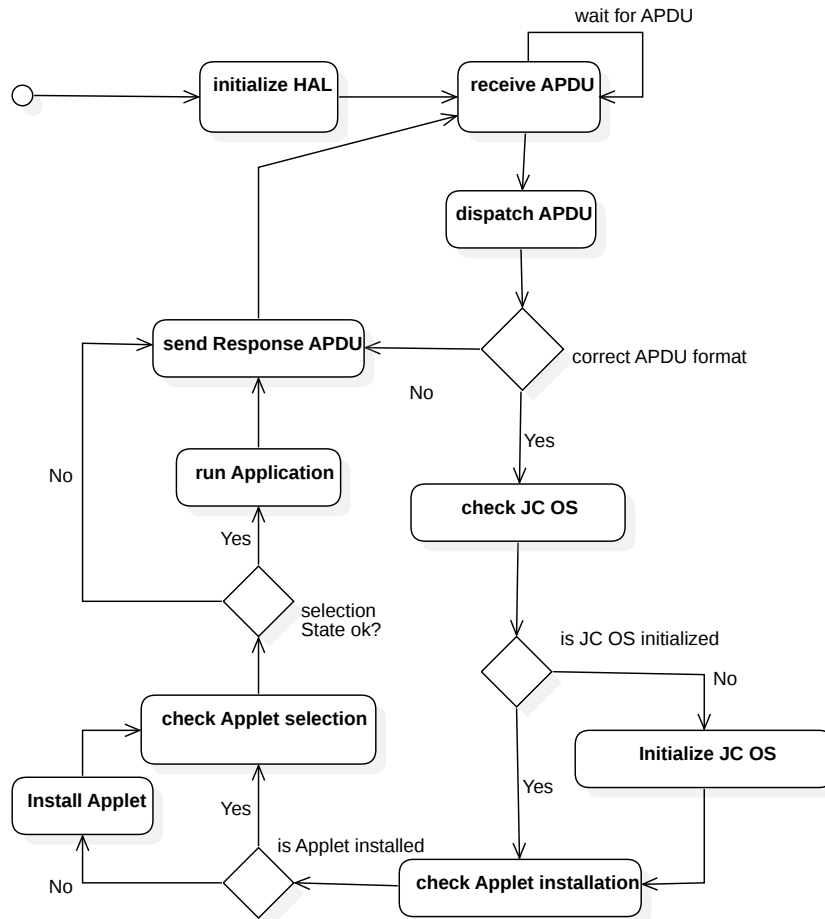 wait for APDU
initialize HAL
receive APDU
dispatch APDU
send Response APDU
correct APDU format
No
Yes
No
run Application
check JC OS
Yes
selection
State ok?
is JC OS initialized
No
check Applet selection
Initialize JC OS
Install Applet
Yes
Yes
is Applet installed
No
check Applet installation